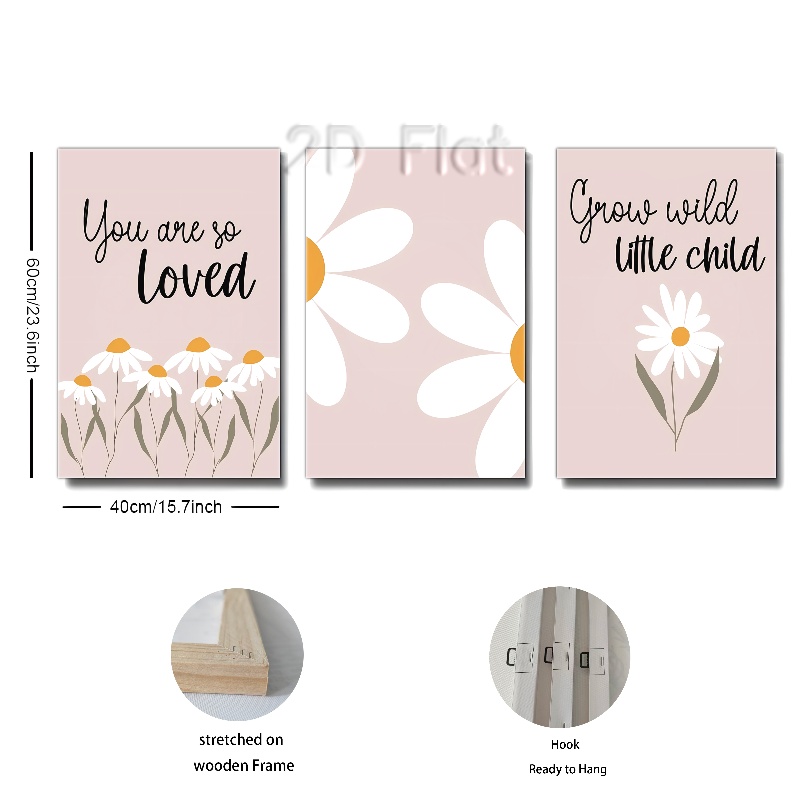 2D Flat
You are so
loved
Grow wild
little child
60cm/23.6inch
40cm/15.7inch
stretched on
wooden Frame
Hook
Ready to Hang